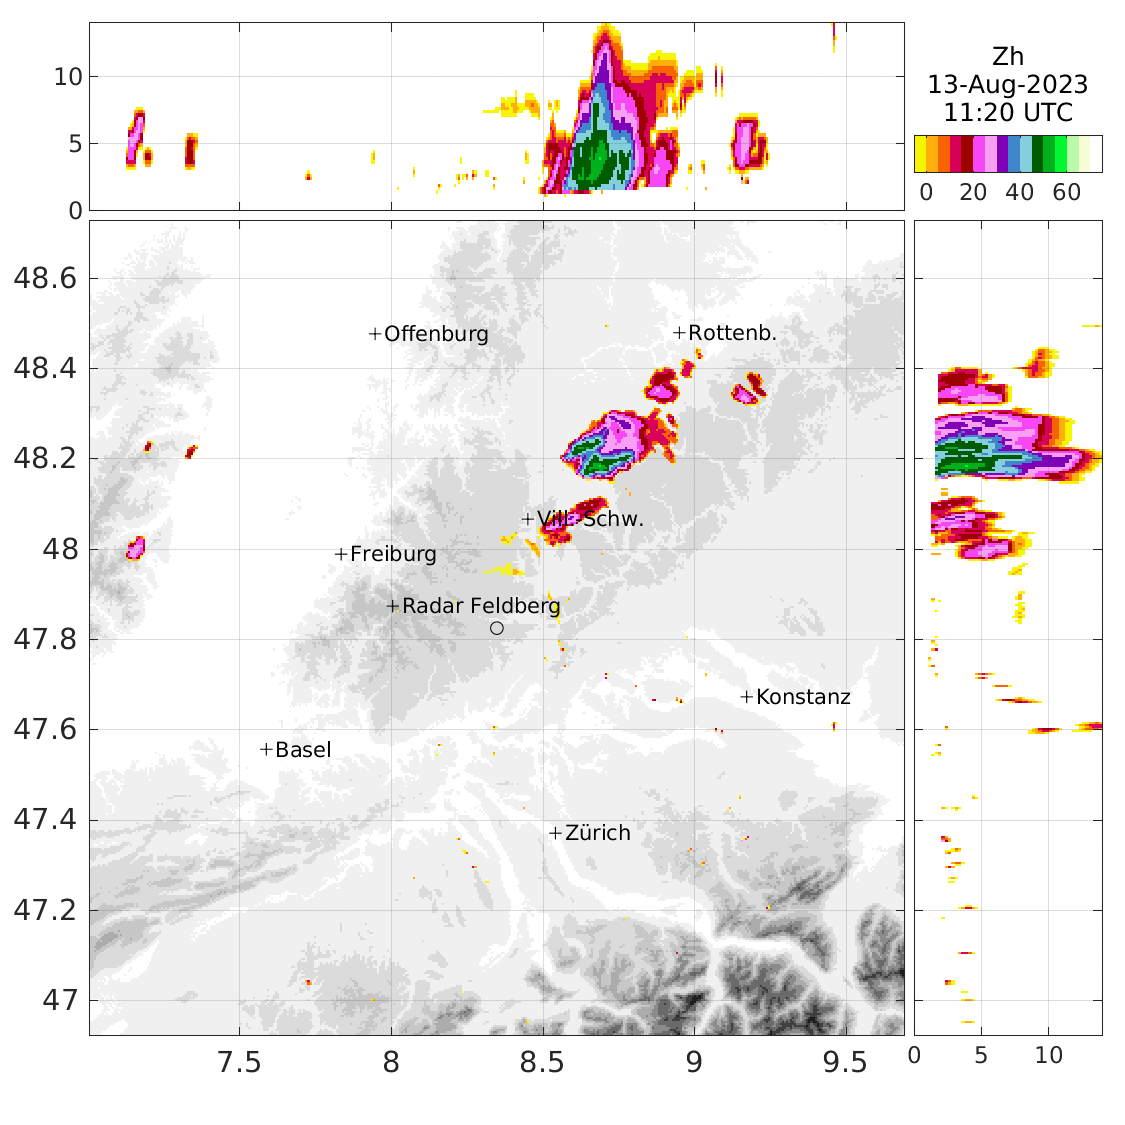 Zh
13-Aug-2023
11:20 UTC
0 20 40 60
10
5
0
48.6
48.4
48.2
48
47.8
47.6
47.4
47.2
47
+Offenburg
+Rottenb.
+Vill.-Schw.
+Freiburg
+Radar Feldberg
+Konstanz
+Basel
+Zürich
7.5 8 8.5 9 9.5
0 5 10